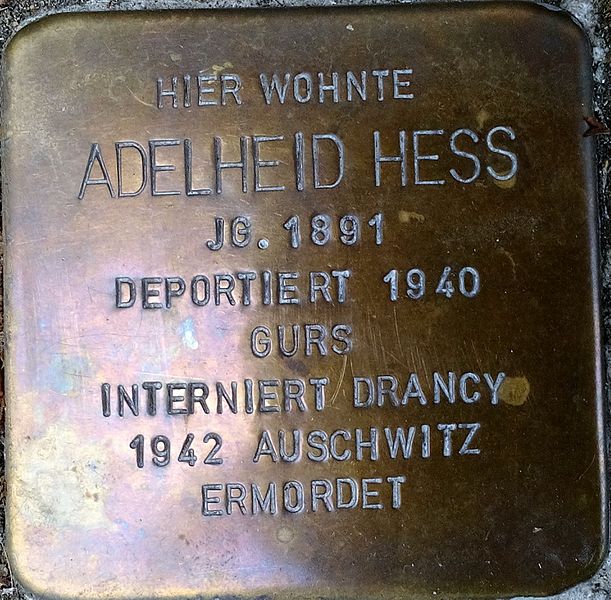 HIER WOHNTE
ADELHEID HESS
JG. 1891
DEPORTIERT 1940
GURS
INTERNIERT DRANCY
1942 AUSCHWITZ
ERMORDET